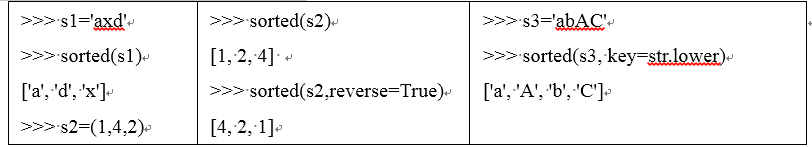 >>> s1='axd'
>>> sorted(s1)
['a', 'd', 'x']
>>> s2=(1,4,2)
>>> sorted(s2)
[1, 2, 4]
>>> sorted(s2,reverse=True)
[4, 2, 1]
>>> s3='abAC'
>>> sorted(s3, key=str.lower)
['a', 'A', 'b', 'C']